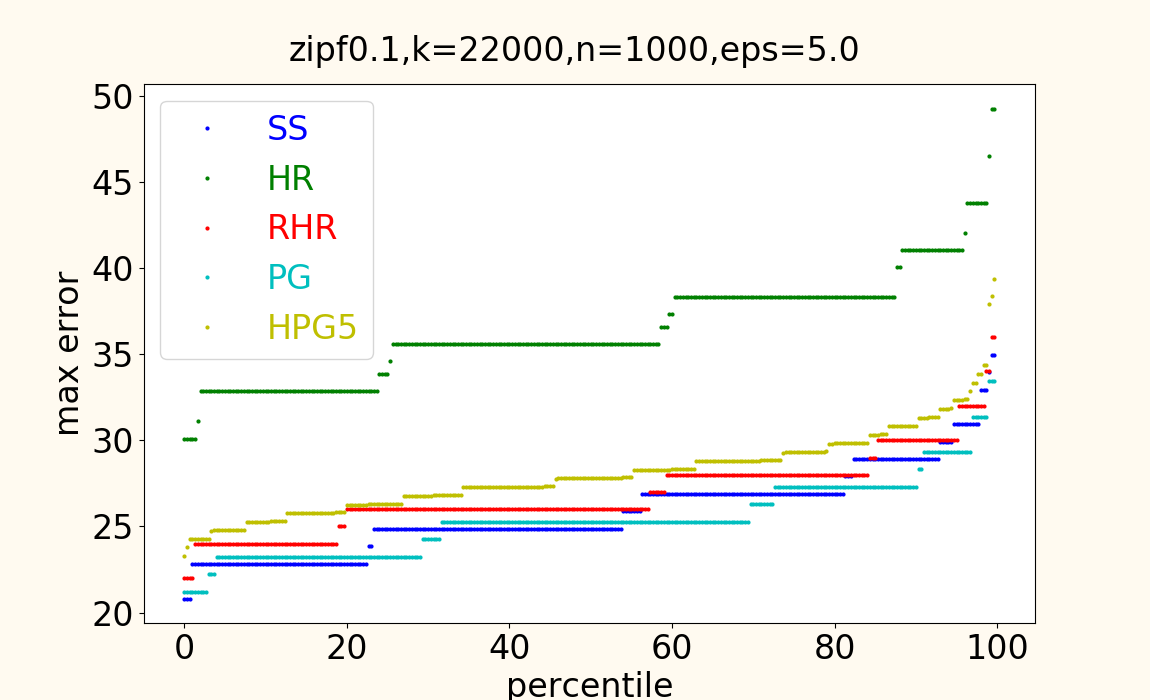 zipf0.1,k=22000,n=1000,eps=5.0
50
45
40
35
30
25
20
max error
SS
HR
RHR
PG
HPG5
0 20 40 60 80 100
percentile